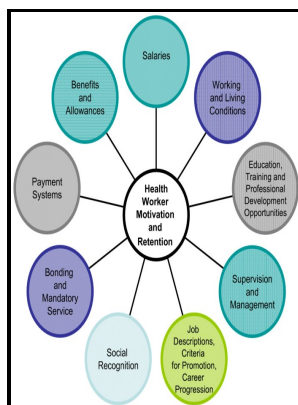 Salaries
Benefits
and
Allowances
Working
and Living
Conditions
Payment
Systems
Health
Worker
Motivation
and
Retention
Education,
Training and
Professional
Development
Opportunities
Bonding
and
Mandatory
Service
Supervision
and
Management
Social
Recognition
Job
Descriptions,
Criteria
for Promotion,
Career
Progression